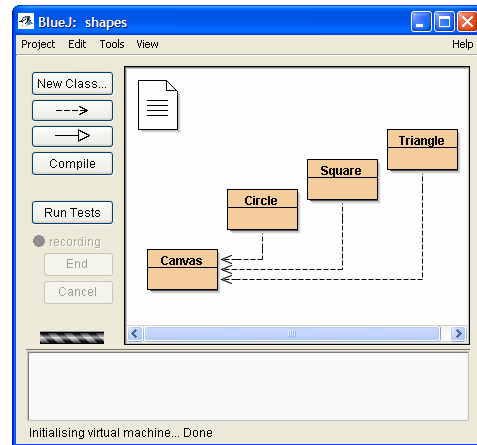 BlueJ: shapes
Project Edit Tools View Help
New Class...
Compile
Run Tests
recording
End
Cancel
Triangle
Square
Circle
Canvas
Initialising virtual machine... Done